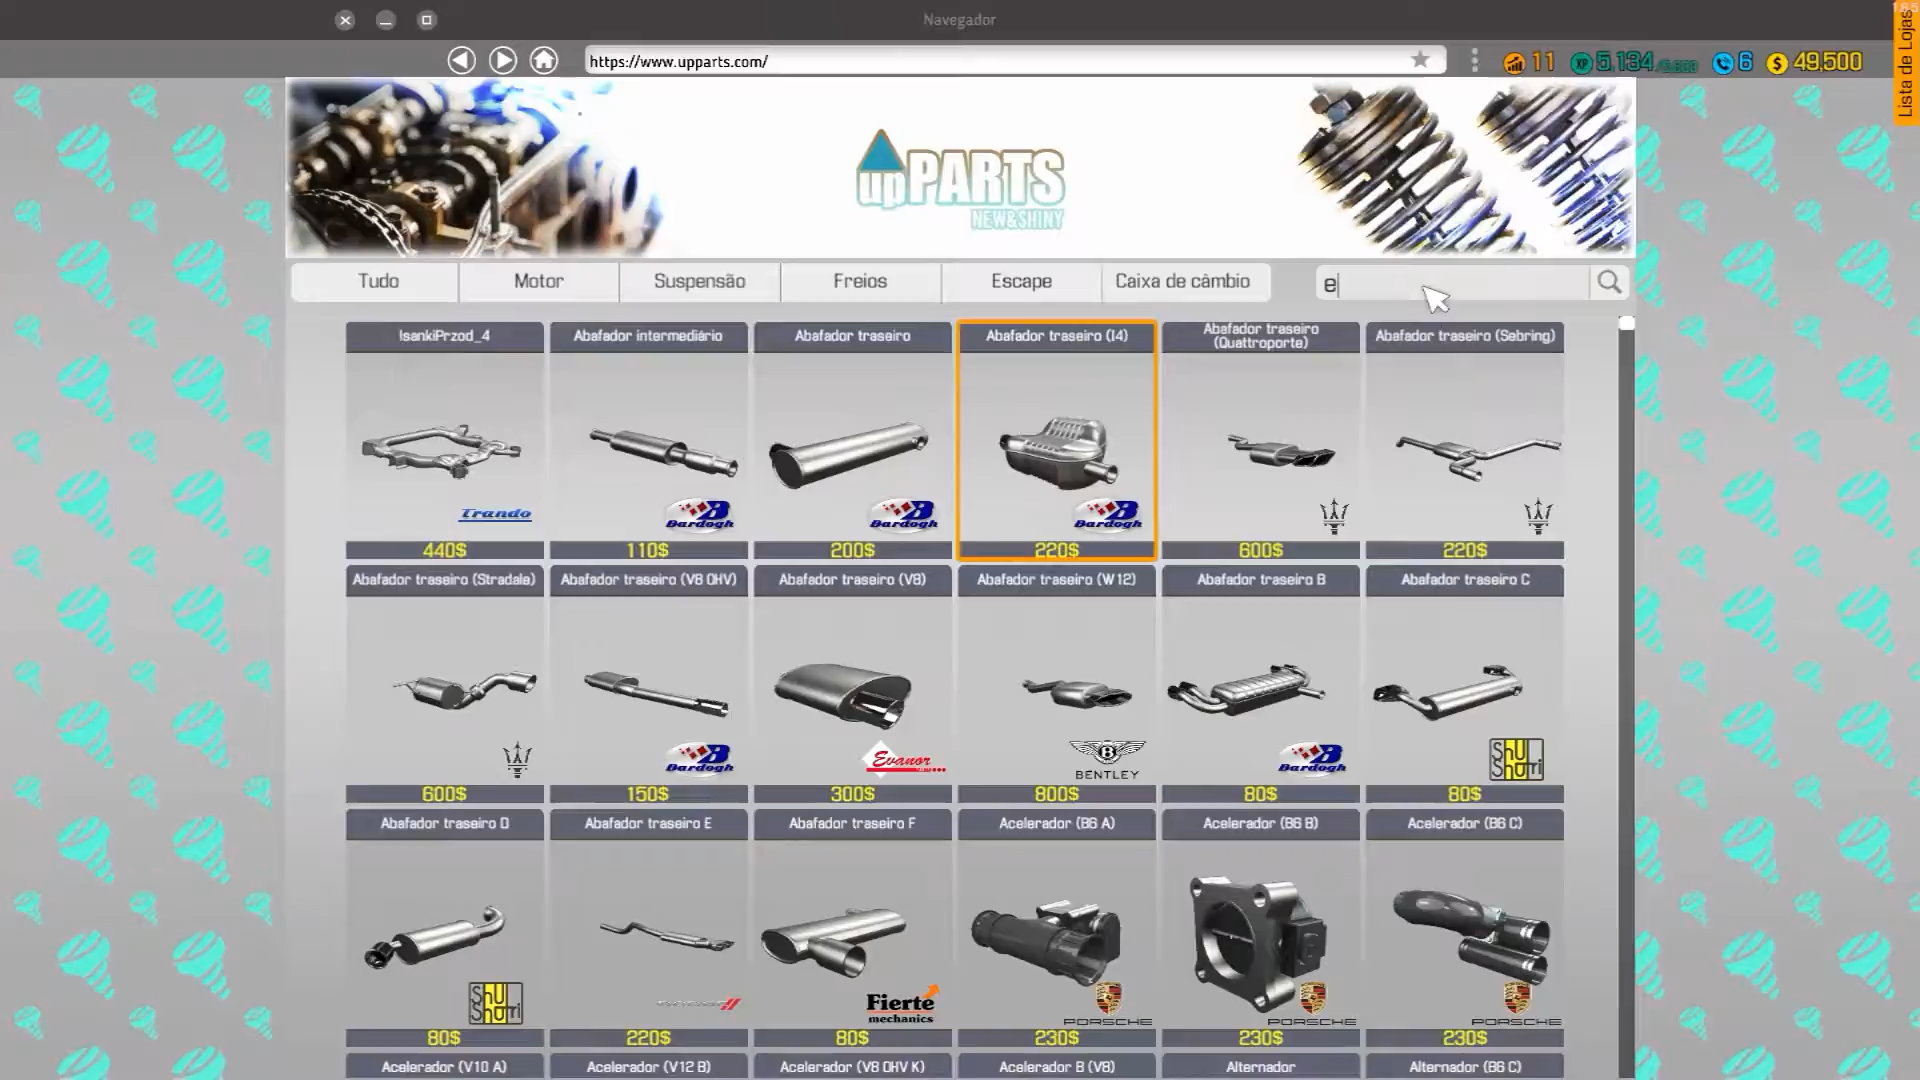 Navegador
https://www.upparts.com/
11
5,134
6
49,500
Lista de Lojas
upPARTS
NEW&SHINY
Tudo
Motor
Suspensão
Freios
Escape
Caixa de câmbio
e
IsankiPrzod_4
Abafador intermediário
Abafador traseiro
Abafador traseiro (I4)
Abafador traseiro
(Quattroporte)
Abafador traseiro (Sebring)
Trando
Bardogh
Bardogh
Bardogh
440$
110$
200$
220$
600$
220$
Abafador traseiro (Stradale)
Abafador traseiro (V8 OHV)
Abafador traseiro (V8)
Abafador traseiro (W12)
Abafador traseiro B
Abafador traseiro C
Bardogh
Evanor
BENTLEY
Bardogh
Shu
Shurri
600$
150$
300$
800$
80$
80$
Abafador traseiro D
Abafador traseiro E
Abafador traseiro F
Acelerador (B6 A)
Acelerador (B6 B)
Acelerador (B6 C)
Shu
Shurri
Fierte
mechanics
PORSCHE
PORSCHE
PORSCHE
80$
220$
80$
230$
230$
230$
Acelerador (V10 A)
Acelerador (V12 B)
Acelerador (V8 OHV K)
Acelerador B (V8)
Alternador
Alternador (B6 C)